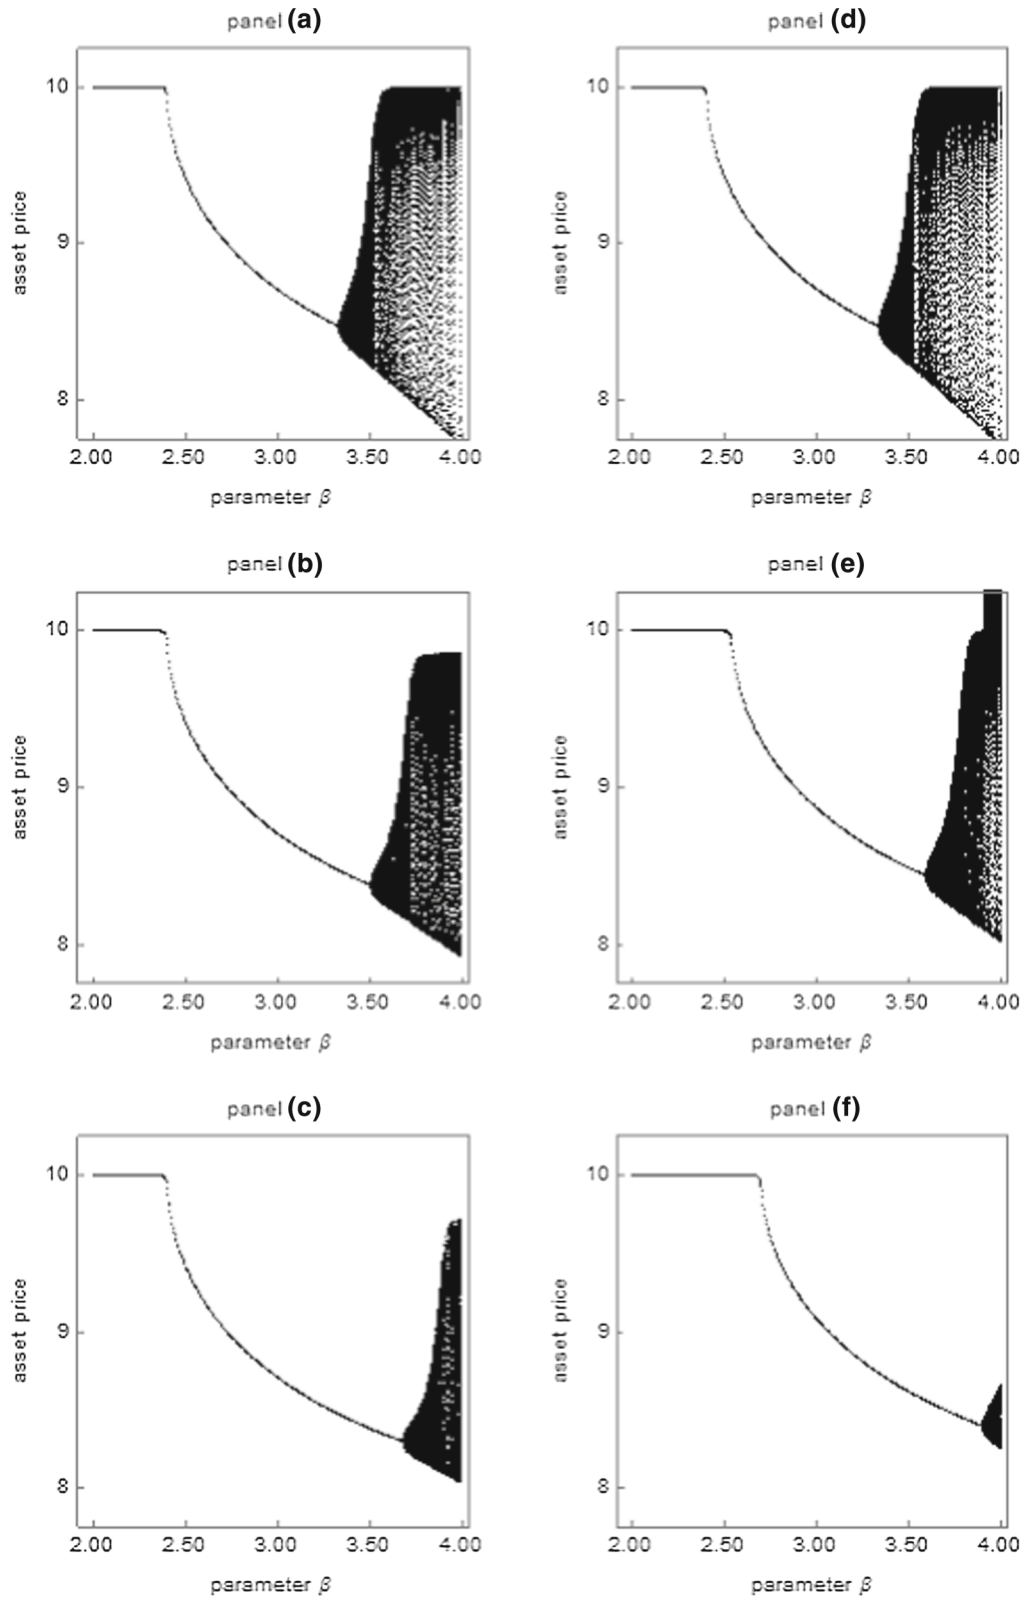 panel (a)
10
9
8
asset price
2.00 2.50 3.00 3.50 4.00
parameter β
panel (d)
10
9
8
asset price
2.00 2.50 3.00 3.50 4.00
parameter β
panel (b)
10
9
8
asset price
2.00 2.50 3.00 3.50 4.00
parameter β
panel (e)
10
9
8
asset price
2.00 2.50 3.00 3.50 4.00
parameter β
panel (c)
10
9
8
asset price
2.00 2.50 3.00 3.50 4.00
parameter β
panel (f)
10
9
8
asset price
2.00 2.50 3.00 3.50 4.00
parameter β